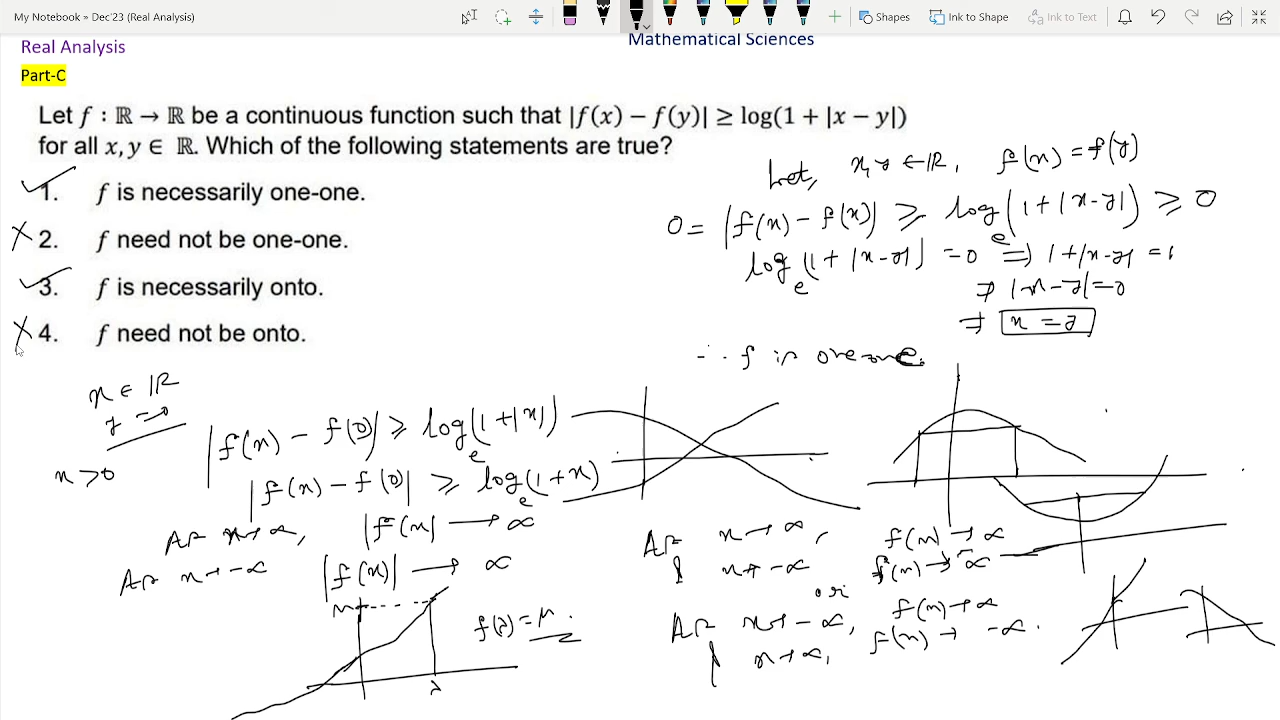 My Notebook » Dec'23 (Real Analysis)
Shapes
Ink to Shape
Ink to Text
Real Analysis
Mathematical Sciences
Part-C
Let f : ℝ → ℝ be a continuous function such that |f(x) − f(y)| ≥ log(1 + |x − y|)
for all x, y ∈ ℝ. Which of the following statements are true?
1. f is necessarily one-one.
2. f need not be one-one.
3. f is necessarily onto.
4. f need not be onto.
Let, x, y ∈ ℝ, f(x) = f(y)
0 = |f(x) − f(x)| ≥ log(1 + |x − y|) ≥ 0
log_e(1 + |x − y|) = 0 ⇒ 1 + |x − y| = 1
⇒ |x − y| = 0
⇒ x = y
∴ f is one one.
x ∈ ℝ
y = 0
|f(x) − f(0)| ≥ log_e(1 + |x|)
x > 0
|f(x) − f(0)| ≥ log_e(1 + x)
As x → ∞, |f(x)| → ∞
As x → −∞ |f(x)| → ∞
f(λ) = μ.
λ
As x → ∞, f(x) → ∞
x → −∞ f(x) → −∞
or
As x → −∞, f(x) → ∞
x → ∞, f(x) → −∞.